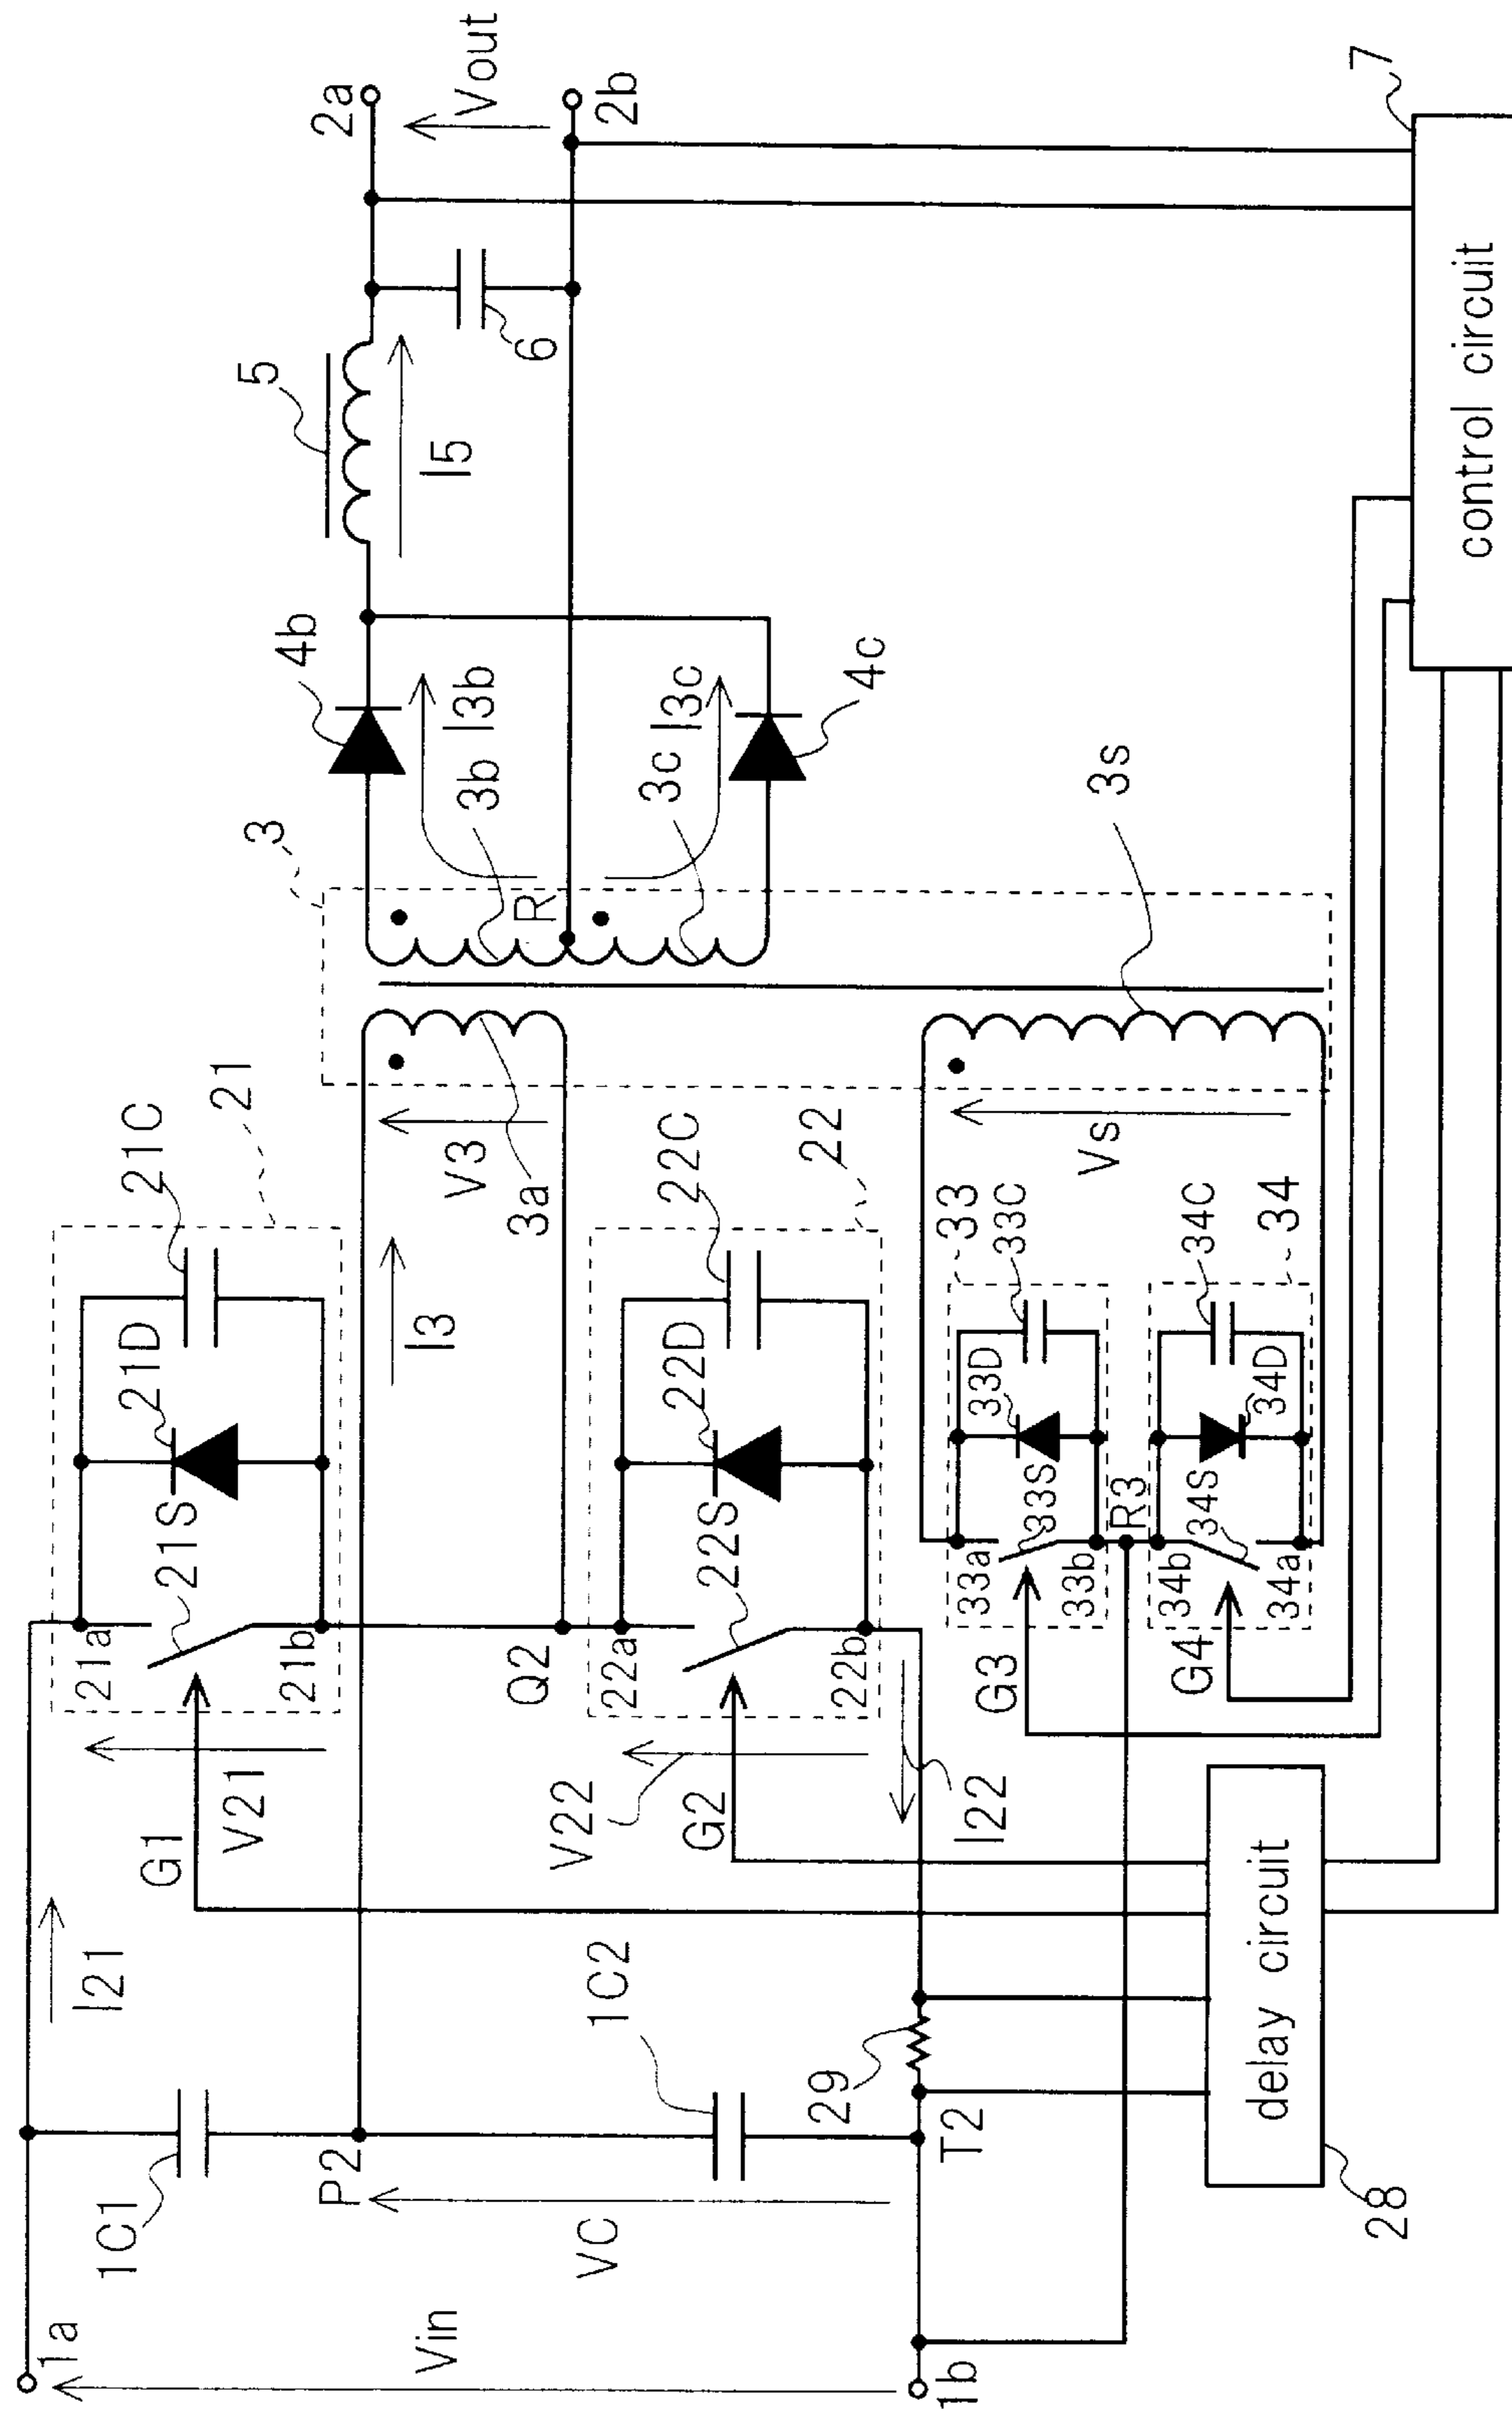 1a
1b
Vin
1C1
P2
VC
1C2
T2
29
28
delay circuit
I21
G1
V21
21a
21b
21S
21D
21C
21
Q2
22a
22b
22S
22D
22C
22
V22
G2
I22
I3
V3
3a
3
G3
G4
33a
33b
33S
33D
33C
33
R3
34b
34a
34S
34D
34C
34
Vs
3s
R
3b
3c
I3b
I3c
4b
4c
5
I5
6
2a
2b
Vout
7
control circuit